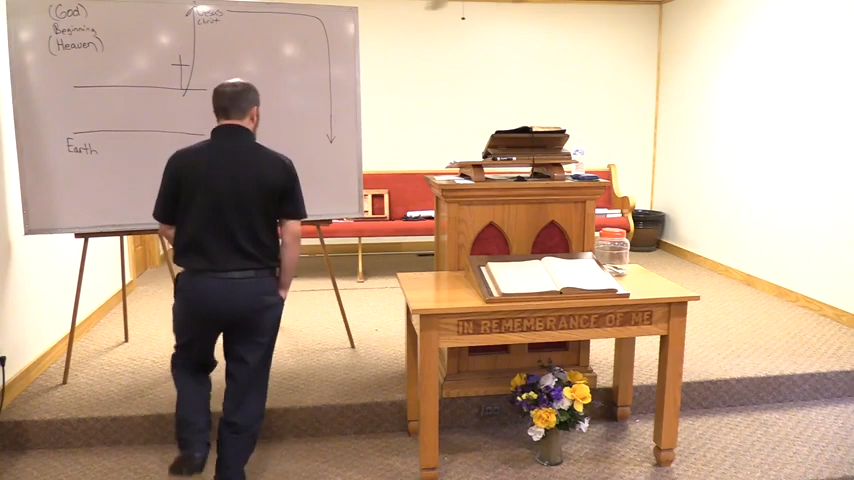 (God)
Beginning
(Heaven)
Jesus
Christ
Earth
IN REMEMBRANCE OF ME